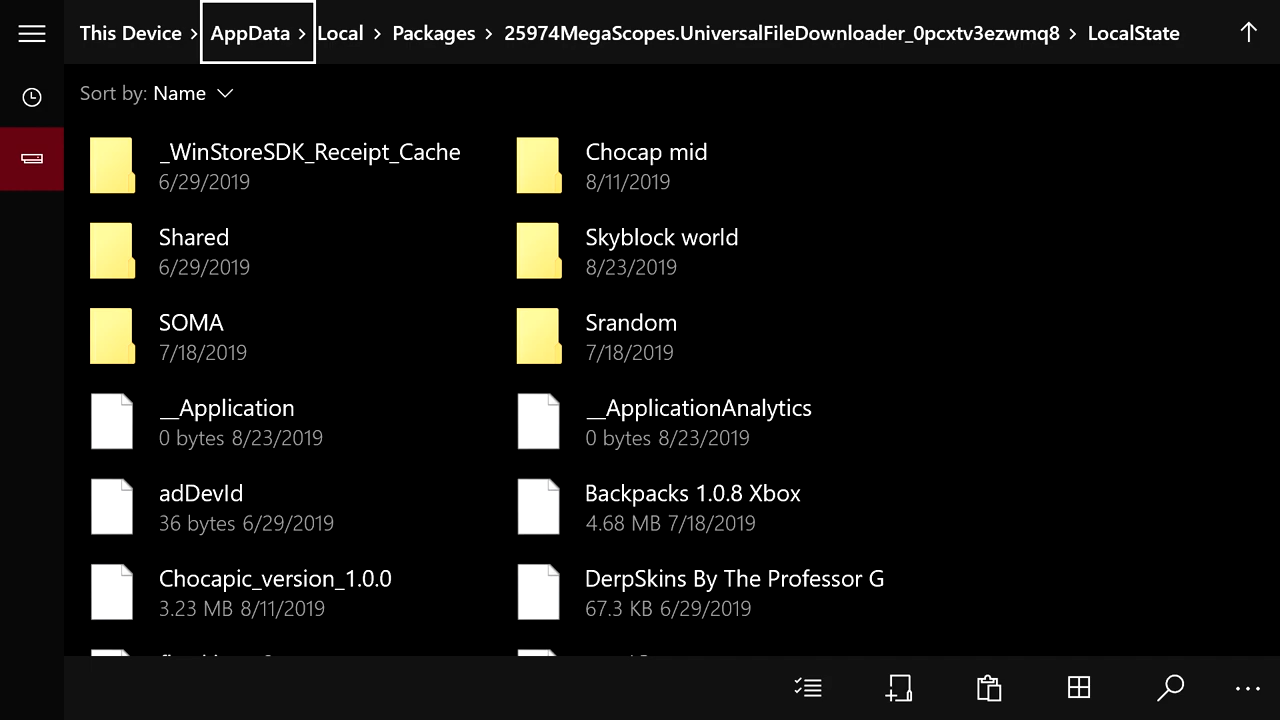 This Device > AppData > Local > Packages > 25974MegaScopes.UniversalFileDownloader_0pcxtv3ezwmq8 > LocalState
Sort by: Name
_WinStoreSDK_Receipt_Cache
6/29/2019
Chocap mid
8/11/2019
Shared
6/29/2019
Skyblock world
8/23/2019
SOMA
7/18/2019
Srandom
7/18/2019
__Application
0 bytes 8/23/2019
__ApplicationAnalytics
0 bytes 8/23/2019
adDevId
36 bytes 6/29/2019
Backpacks 1.0.8 Xbox
4.68 MB 7/18/2019
Chocapic_version_1.0.0
3.23 MB 8/11/2019
DerpSkins By The Professor G
67.3 KB 6/29/2019